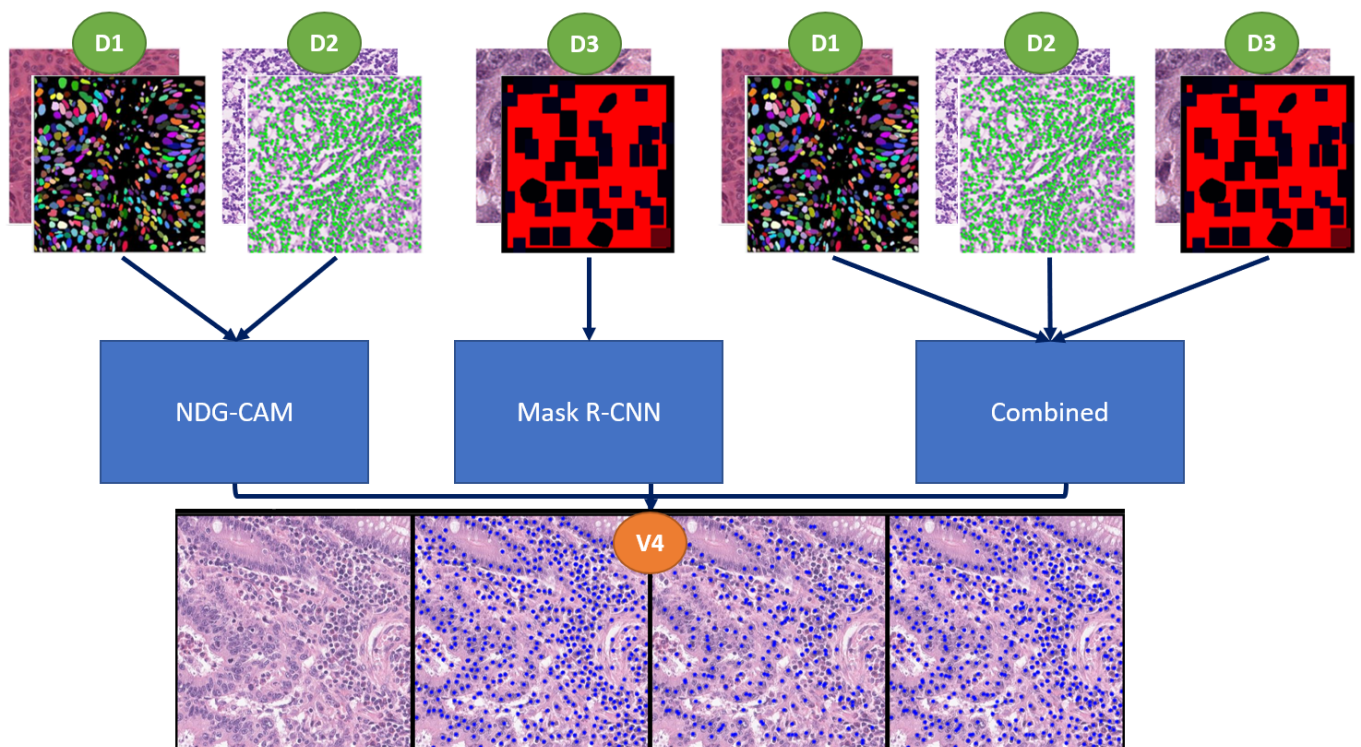 D1
D2
D3
D1
D2
D3
NDG-CAM
Mask R-CNN
Combined
V4